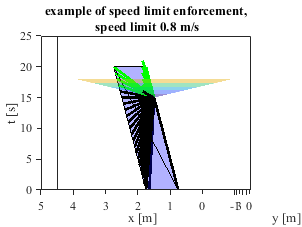 example of speed limit enforcement,
speed limit 0.8 m/s
25
20
15
10
5
0
t [s]
5 4 3 2 1 0 0
x [m] y [m]